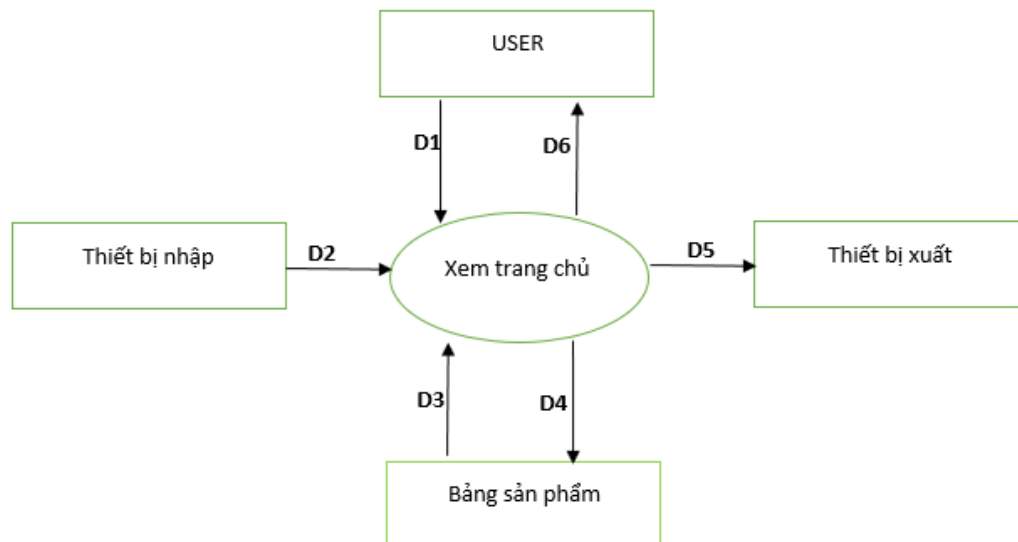 USER
D1
D6
Thiết bị nhập
D2
Xem trang chủ
D5
Thiết bị xuất
D3
D4
Bảng sản phẩm